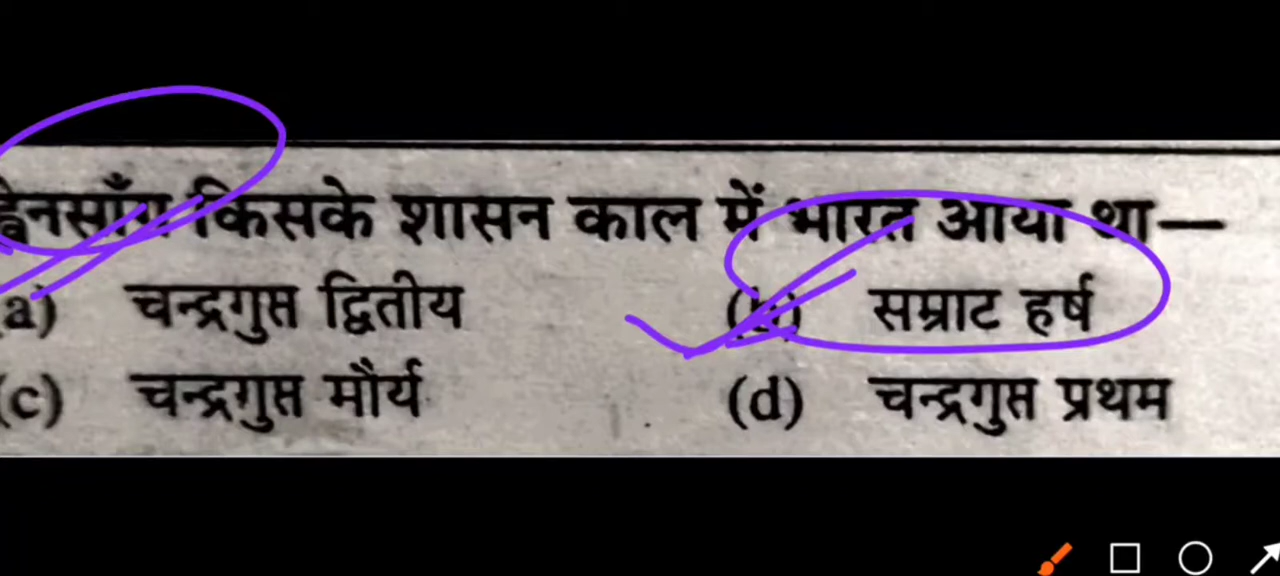 ह्वेनसाँग किसके शासन काल में भारत आया था—
(a) चन्द्रगुप्त द्वितीय (b) सम्राट हर्ष
(c) चन्द्रगुप्त मौर्य (d) चन्द्रगुप्त प्रथम